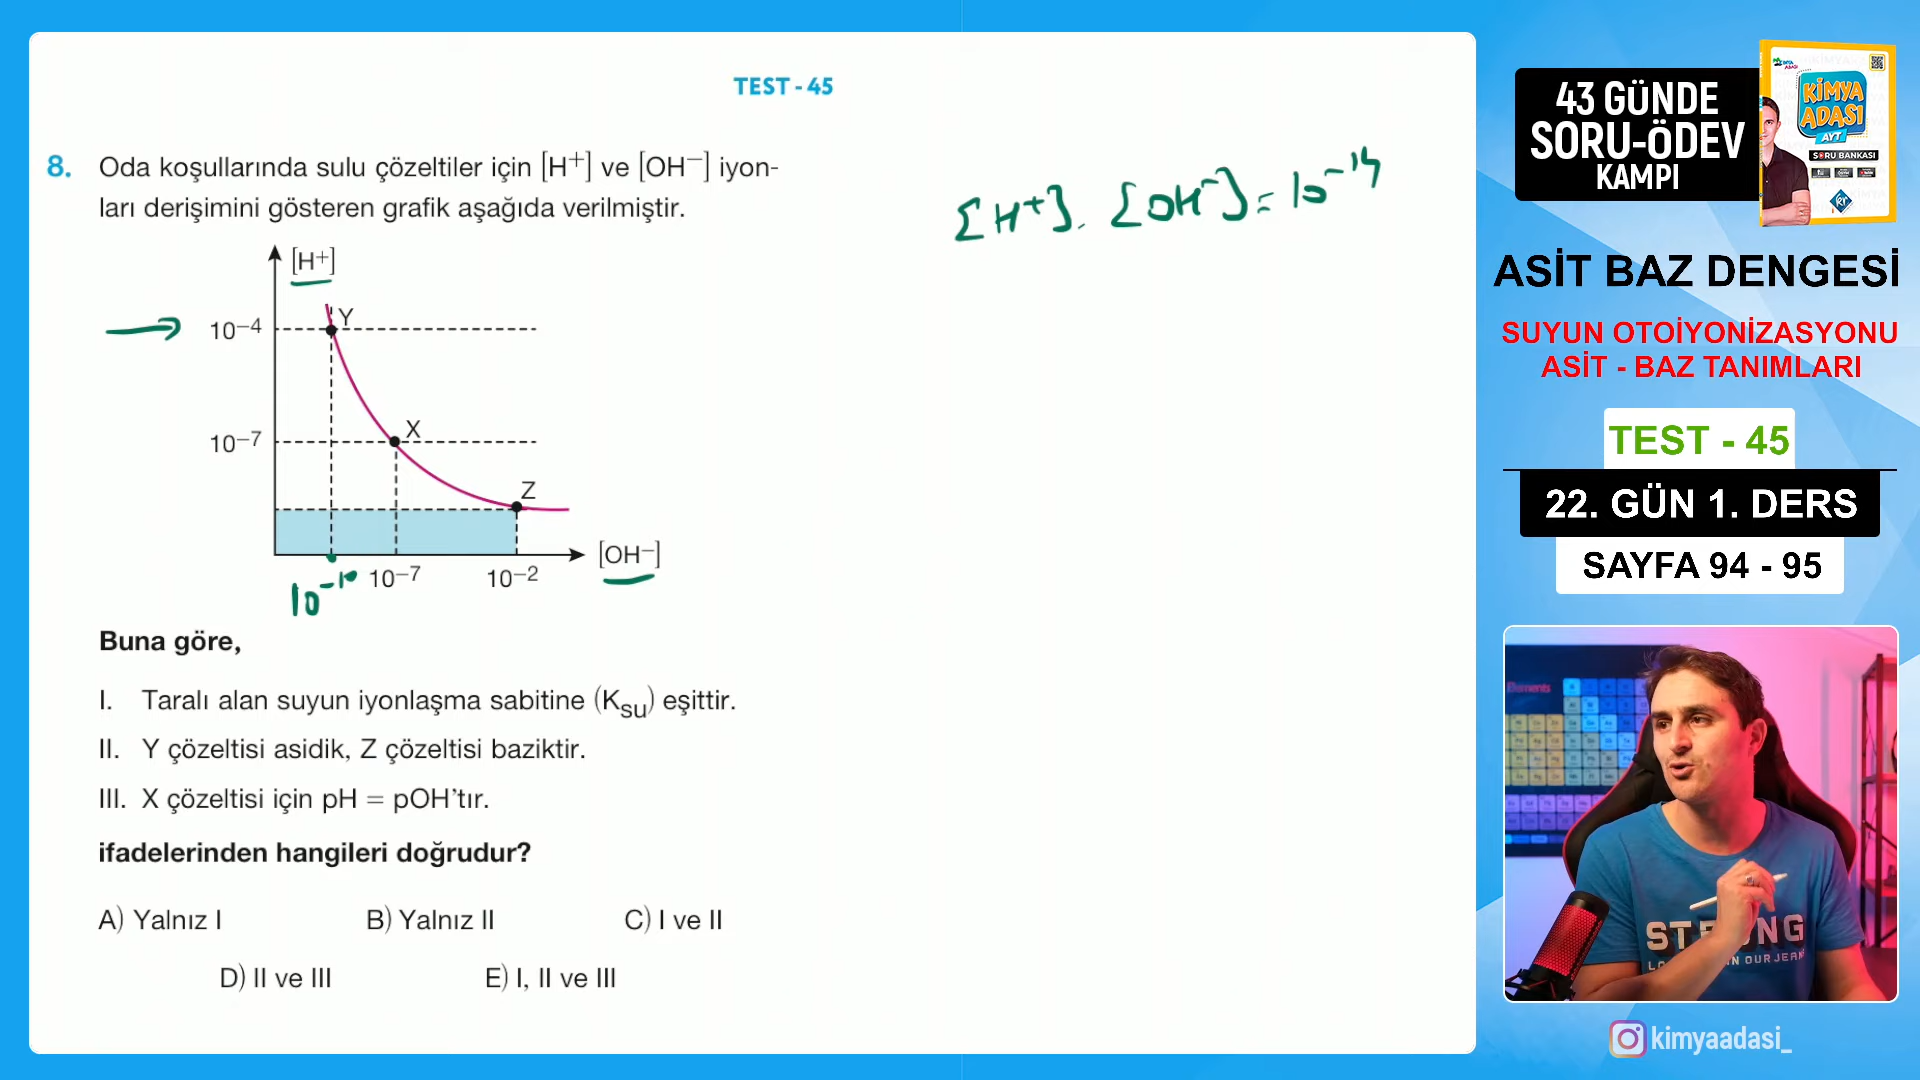 TEST - 45
8. Oda koşullarında sulu çözeltiler için [H+] ve [OH−] iyon-
ları derişimini gösteren grafik aşağıda verilmiştir.
[H+]
10−4
Y
10−7
X
Z
[OH−]
10−7
10−2
10−10
[H+] . [OH−] = 10−14
Buna göre,
I. Taralı alan suyun iyonlaşma sabitine (Ksu) eşittir.
II. Y çözeltisi asidik, Z çözeltisi baziktir.
III. X çözeltisi için pH = pOH’tır.
ifadelerinden hangileri doğrudur?
A) Yalnız I B) Yalnız II C) I ve II
D) II ve III E) I, II ve III
43 GÜNDE
SORU-ÖDEV
KAMPI
KİMYA
ADASI
AYT
SORU BANKASI
ASİT BAZ DENGESİ
SUYUN OTOİYONİZASYONU
ASİT - BAZ TANIMLARI
TEST - 45
22. GÜN 1. DERS
SAYFA 94 - 95
kimyaadasi_